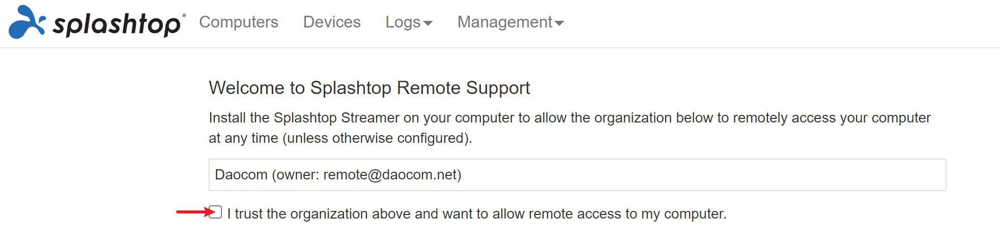 splashtop® Computers Devices Logs Management
Welcome to Splashtop Remote Support
Install the Splashtop Streamer on your computer to allow the organization below to remotely access your computer
at any time (unless otherwise configured).
Daocom (owner: remote@daocom.net)
I trust the organization above and want to allow remote access to my computer.